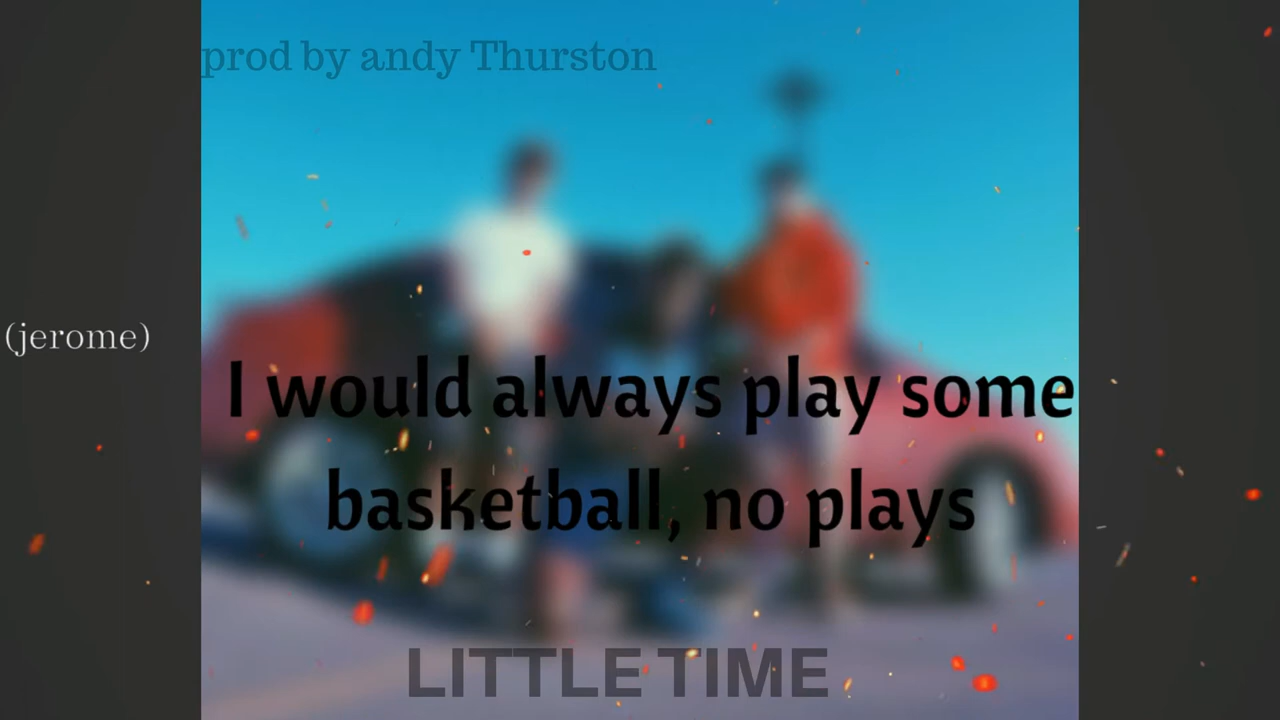 prod by andy Thurston
(jerome)
I would always play some
basketball, no plays
LITTLE TIME